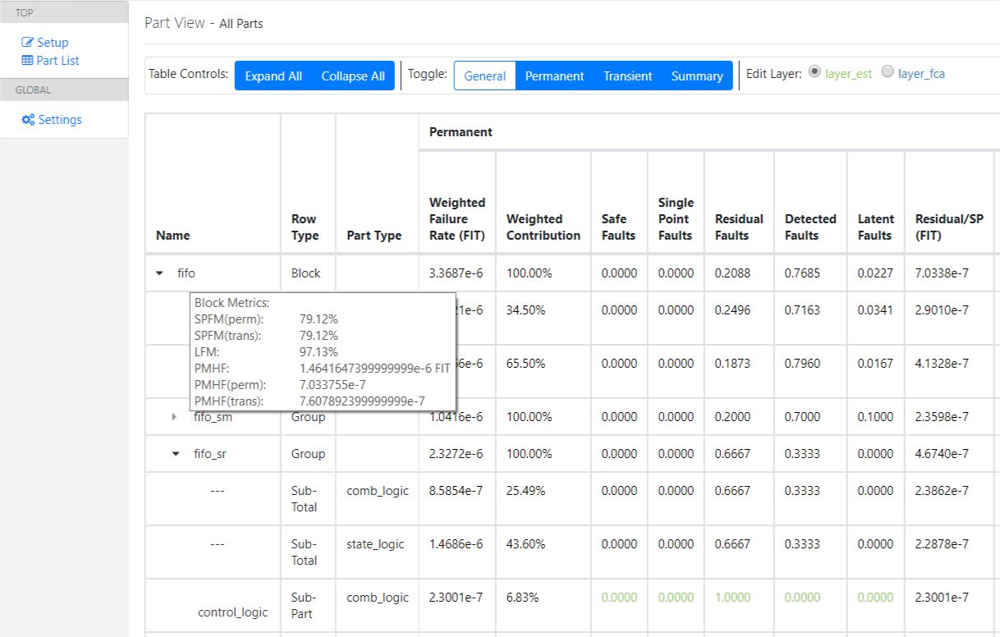 TOP
Setup
Part List
GLOBAL
Settings
Part View - All Parts
Table Controls: Expand All Collapse All Toggle: General Permanent Transient Summary Edit Layer: layer_est layer_fca
Permanent
Name Row Type Part Type Weighted Failure Rate (FIT) Weighted Contribution Safe Faults Single Point Faults Residual Faults Detected Faults Latent Faults Residual/SP (FIT)
fifo Block 3.3687e-6 100.00% 0.0000 0.0000 0.2088 0.7685 0.0227 7.0338e-7
34.50% 0.0000 0.0000 0.2496 0.7163 0.0341 2.9010e-7
65.50% 0.0000 0.0000 0.1873 0.7960 0.0167 4.1328e-7
Block Metrics:
SPFM(perm): 79.12%
SPFM(trans): 79.12%
LFM: 97.13%
PMHF: 1.4641647399999999e-6 FIT
PMHF(perm): 7.033755e-7
PMHF(trans): 7.607892399999999e-7
fifo_sm Group 1.0416e-6 100.00% 0.0000 0.0000 0.2000 0.7000 0.1000 2.3598e-7
fifo_sr Group 2.3272e-6 100.00% 0.0000 0.0000 0.6667 0.3333 0.0000 4.6740e-7
--- Sub-Total comb_logic 8.5854e-7 25.49% 0.0000 0.0000 0.6667 0.3333 0.0000 2.3862e-7
--- Sub-Total state_logic 1.4686e-6 43.60% 0.0000 0.0000 0.6667 0.3333 0.0000 2.2878e-7
control_logic Sub-Part comb_logic 2.3001e-7 6.83% 0.0000 0.0000 1.0000 0.0000 0.0000 2.3001e-7